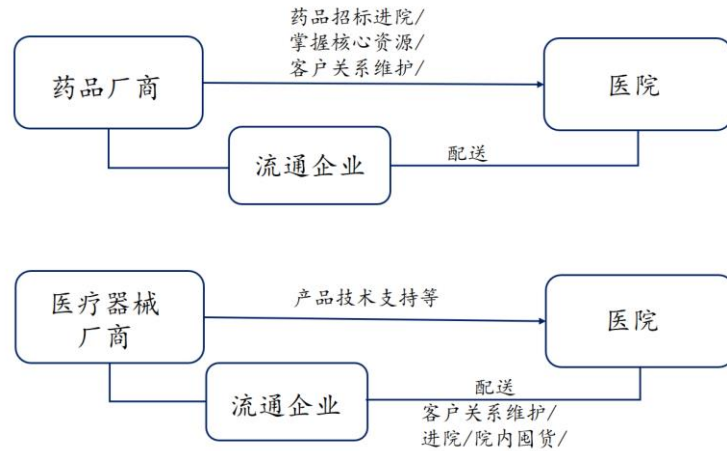 药品招标进院/
掌握核心资源/
客户关系维护/
药品厂商
医院
流通企业
配送
医疗器械
厂商
产品技术支持等
医院
流通企业
配送
客户关系维护/
进院/院内囤货/